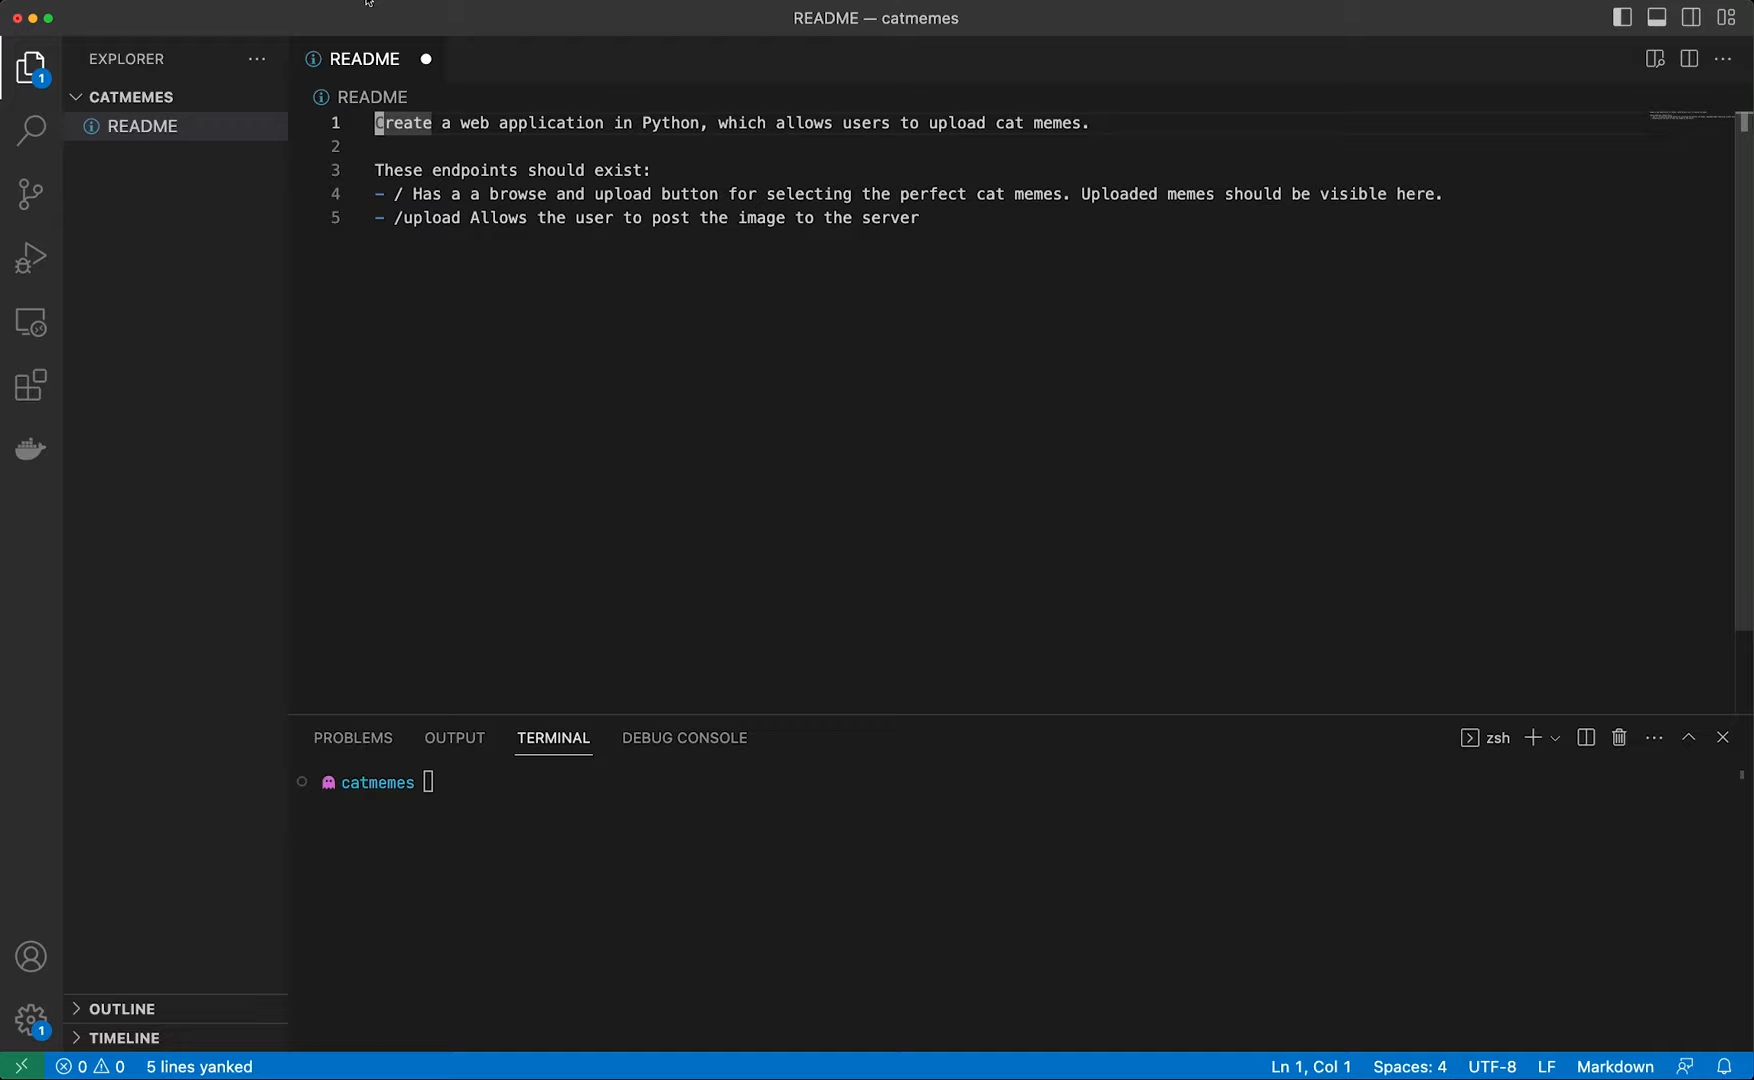 README — catmemes
EXPLORER
README
1
CATMEMES
README
README
1 Create a web application in Python, which allows users to upload cat memes.
2
3 These endpoints should exist:
4 - / Has a a browse and upload button for selecting the perfect cat memes. Uploaded memes should be visible here.
5 - /upload Allows the user to post the image to the server
PROBLEMS OUTPUT TERMINAL DEBUG CONSOLE
zsh
catmemes
OUTLINE
1
TIMELINE
0 0 5 lines yanked
Ln 1, Col 1 Spaces: 4 UTF-8 LF Markdown